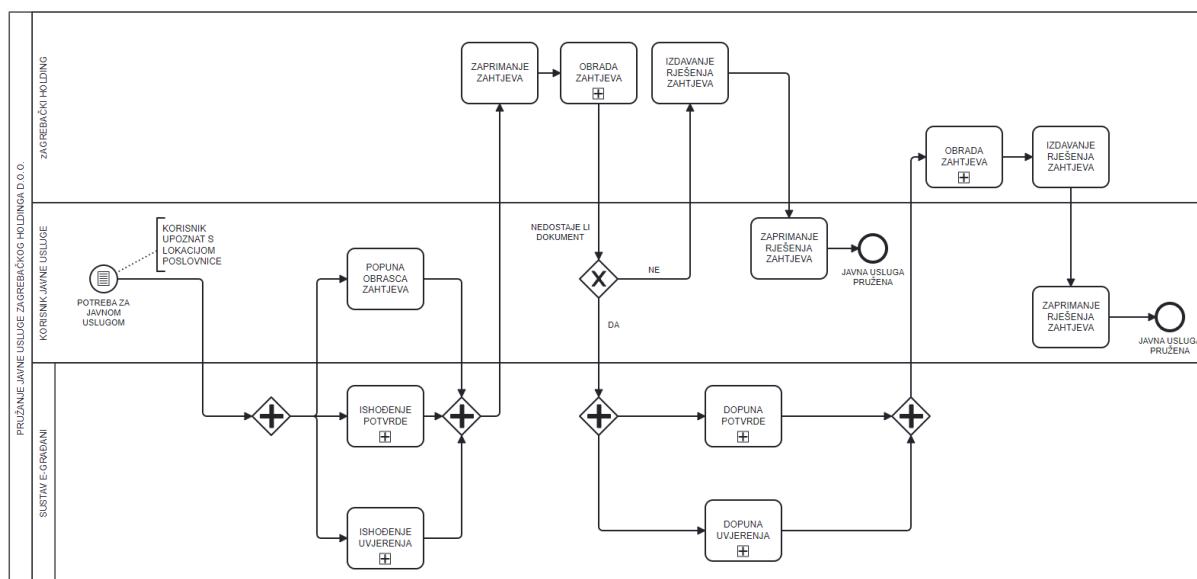 PRUŽANJE JAVNE USLUGE ZAGREBAČKOG HOLDINGA D.O.O.
zAGREBAČKI HOLDING
ZAPRIMANJE
ZAHTJEVA
OBRADA
ZAHTJEVA
IZDAVANJE
RJEŠENJA
ZAHTJEVA
OBRADA
ZAHTJEVA
IZDAVANJE
RJEŠENJA
ZAHTJEVA
KORISNIK JAVNE USLUGE
KORISNIK
UPOZNAT S
LOKACIJOM
POSLOVNICE
POTREBA ZA
JAVNOM
USLUGOM
POPUNA
OBRASCA
ZAHTJEVA
NEDOSTAJE LI
DOKUMENT
NE
DA
ZAPRIMANJE
RJEŠENJA
ZAHTJEVA
JAVNA USLUGA
PRUŽENA
ZAPRIMANJE
RJEŠENJA
ZAHTJEVA
JAVNA USLUGA
PRUŽENA
SUSTAV E-GRAĐANI
ISHOĐENJE
POTVRDE
DOPUNA
POTVRDE
ISHOĐENJE
UVJERENJA
DOPUNA
UVJERENJA